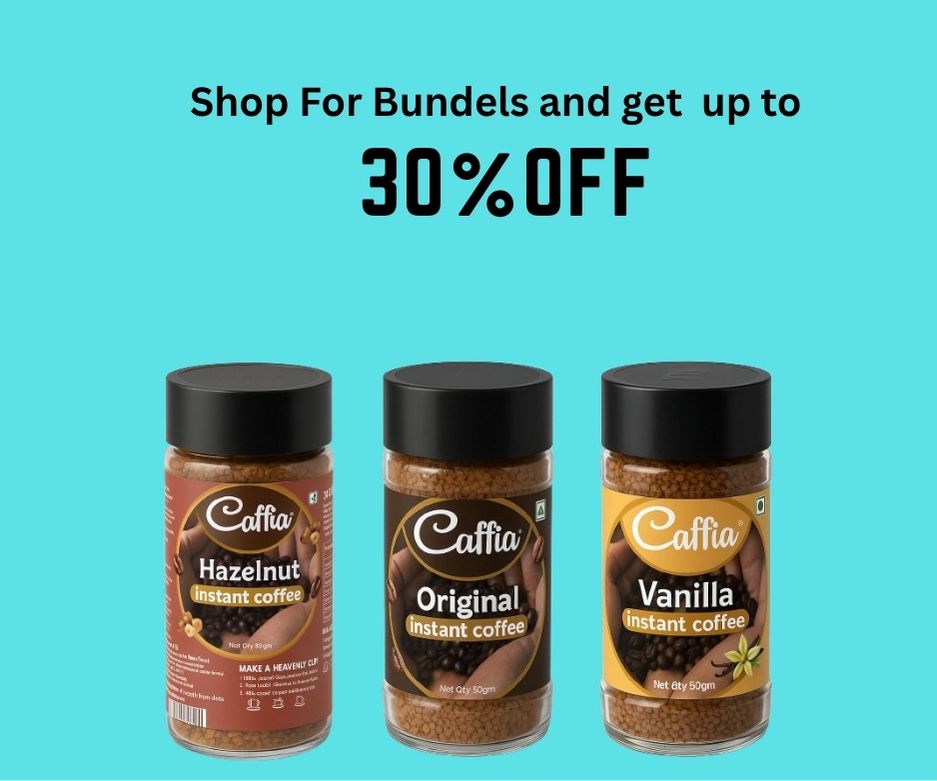 Shop For Bundels and get up to
30%OFF
Caffia
Hazelnut
instant coffee
MAKE A HEAVENLY CUP
Caffia
Original
instant coffee
Net Qty 50gm
Caffia
Vanilla
instant coffee
Net Qty 50gm